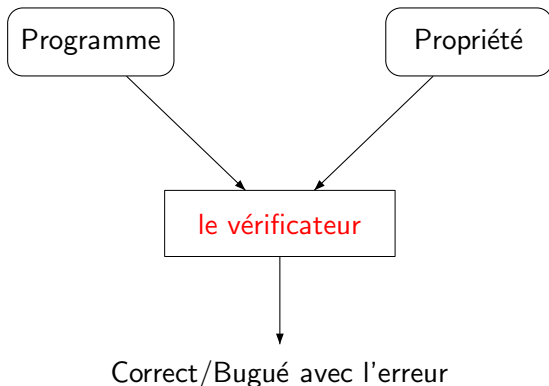 Programme
Propriété
le vérificateur
Correct/Bugué avec l'erreur